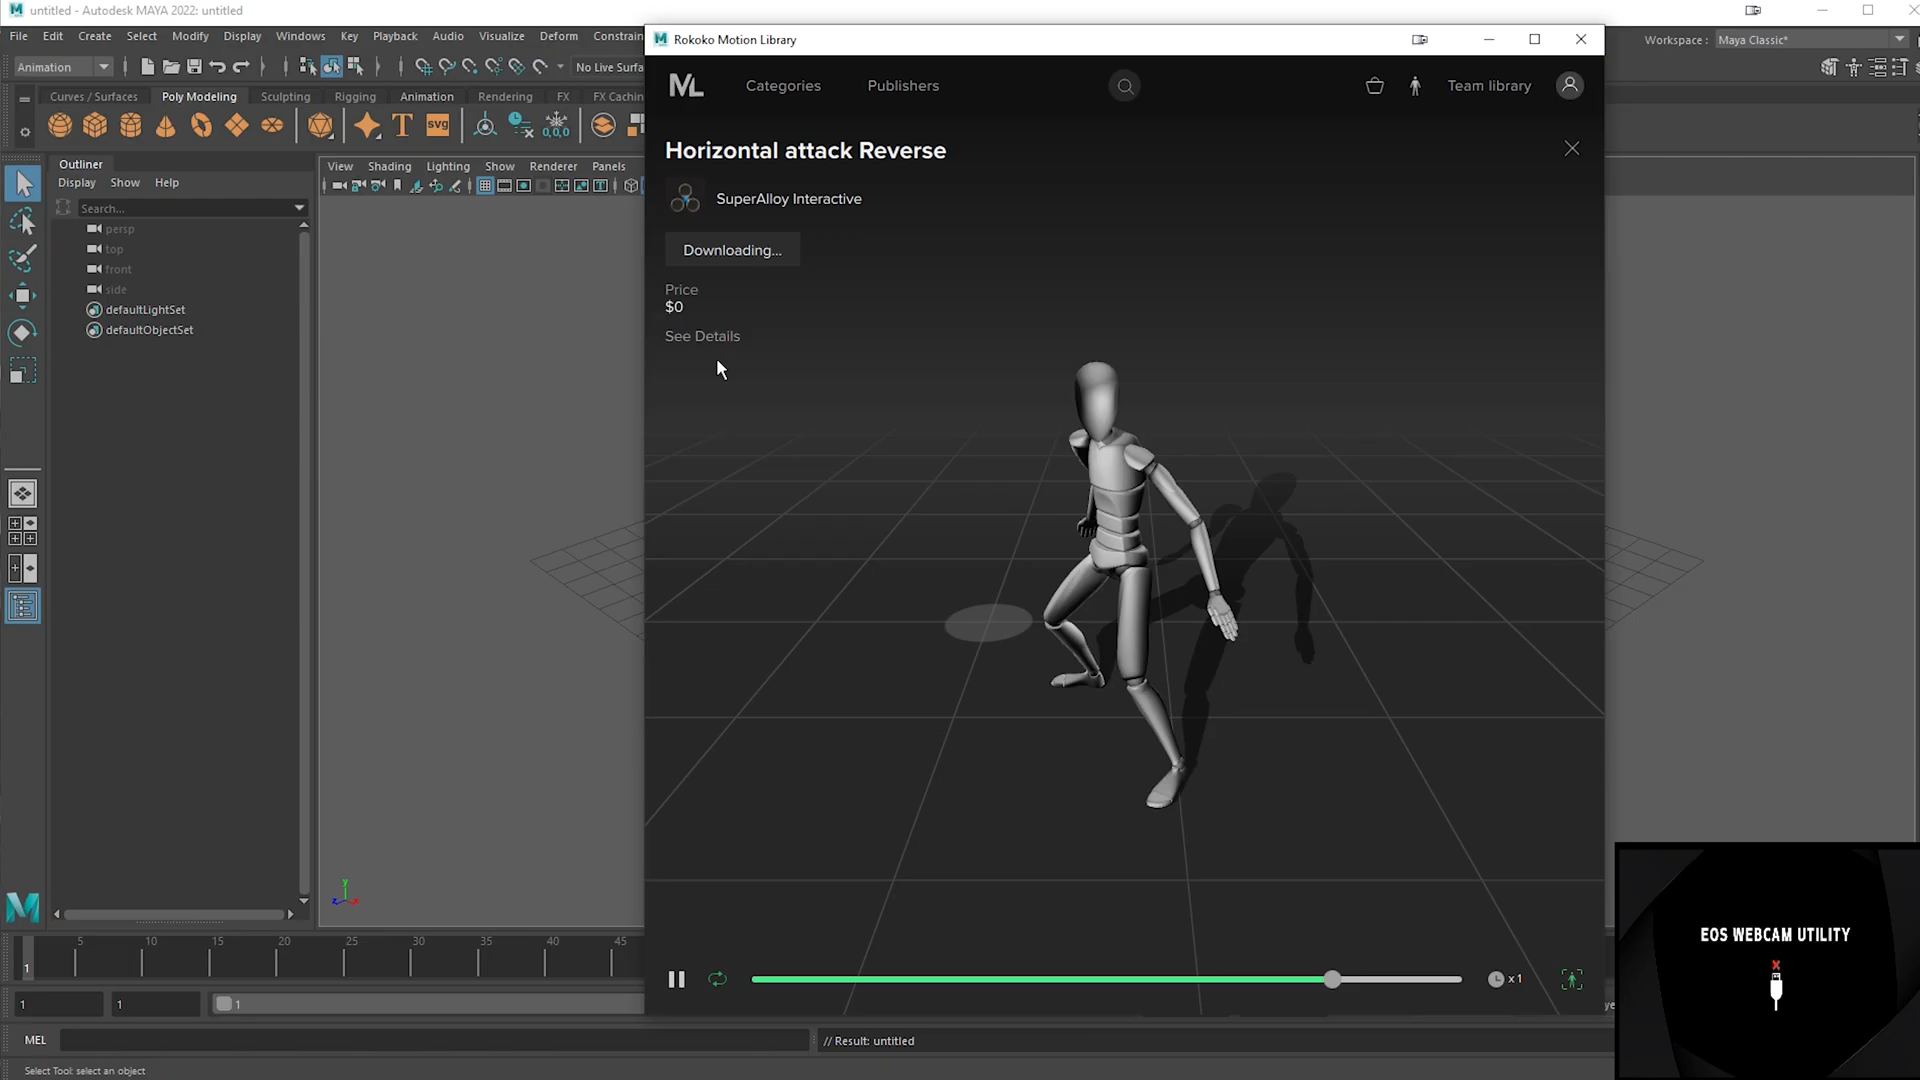 untitled - Autodesk MAYA 2022: untitled
File Edit Create Select Modify Display Windows Key Playback Audio Visualize Deform Constrain
Workspace : Maya Classic*
Animation
No Live Surfa
Curves / Surfaces Poly Modeling Sculpting Rigging Animation Rendering FX FX Cachin
svg
0,0,0
Outliner
Display Show Help
Search...
persp
top
front
side
defaultLightSet
defaultObjectSet
View Shading Lighting Show Renderer Panels
Rokoko Motion Library
ML Categories Publishers Team library
Horizontal attack Reverse
SuperAlloy Interactive
Downloading...
Price
$0
See Details
x 1
y
z x
5 10 15 20 25 30 35 40 45
1
1 1 1
MEL
// Result: untitled
Select Tool: select an object
EOS WEBCAM UTILITY